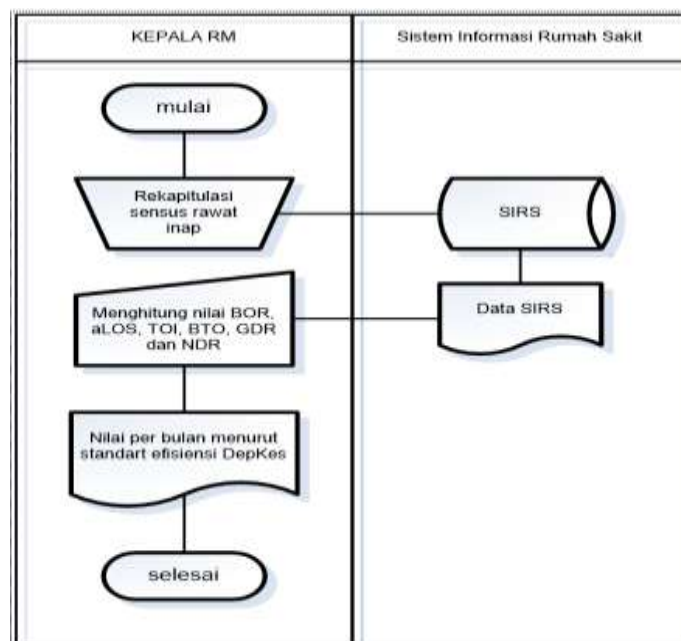 KEPALA RM
Sistem Informasi Rumah Sakit
mulai
Rekapitulasi
sensus rawat
inap
SIRS
Menghitung nilai BOR,
aLOS, TOI, BTO, GDR
dan NDR
Data SIRS
Nilai per bulan menurut
standart efisiensi DepKes
selesai